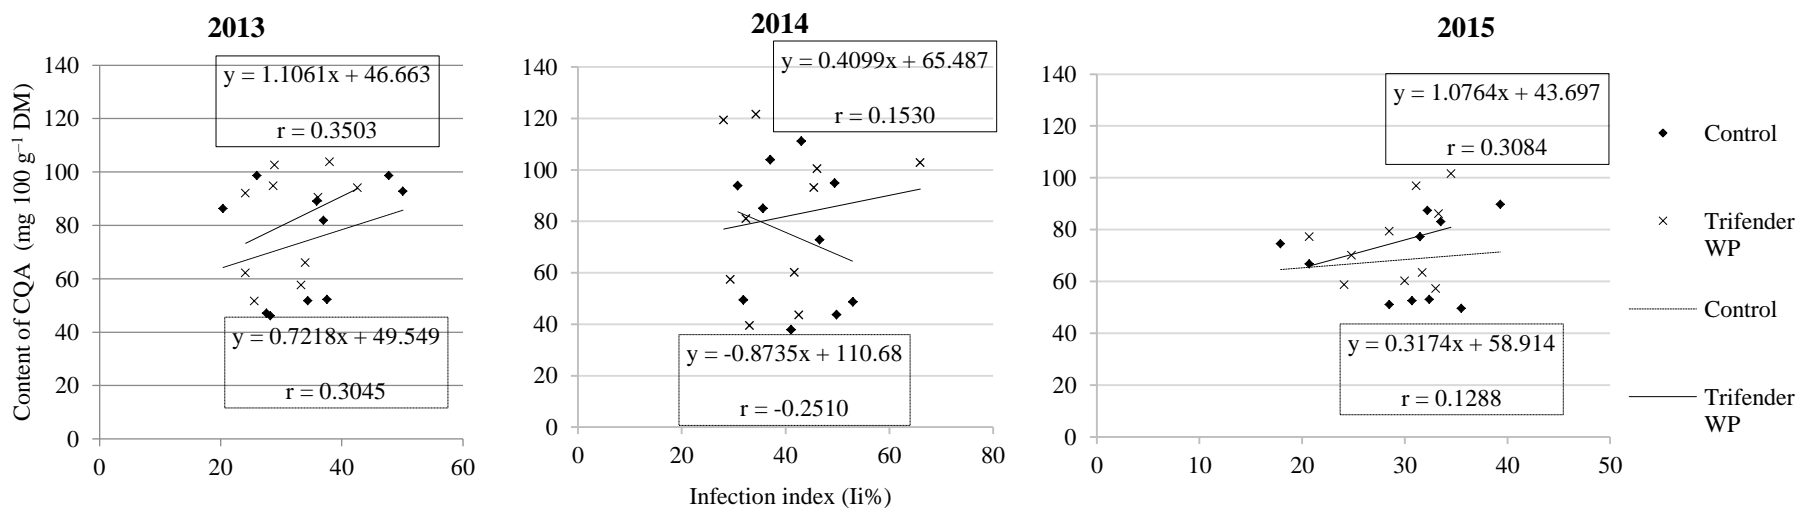 2013
2014
2015
Content of CQA (mg 100 g⁻¹ DM)
140
120
100
80
60
40
20
0
0
20
40
60
y = 1.1061x + 46.663
r = 0.3503
y = 0.7218x + 49.549
r = 0.3045
140
120
100
80
60
40
20
0
0
20
40
60
80
y = 0.4099x + 65.487
r = 0.1530
y = -0.8735x + 110.68
r = -0.2510
Infection index (Ii%)
140
120
100
80
60
40
20
0
0
10
20
30
40
50
y = 1.0764x + 43.697
r = 0.3084
y = 0.3174x + 58.914
r = 0.1288
Control
Trifender
WP
Control
Trifender
WP